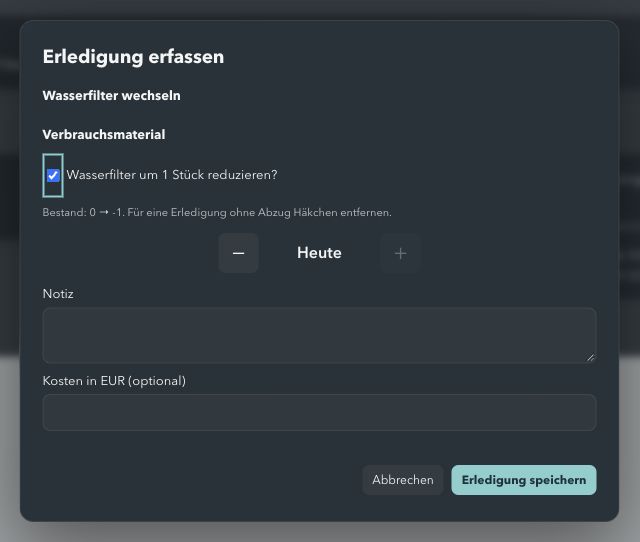 Erledigung erfassen
Wasserfilter wechseln
Verbrauchsmaterial
Wasserfilter um 1 Stück reduzieren?
Bestand: 0 → -1. Für eine Erledigung ohne Abzug Häkchen entfernen.
− Heute +
Notiz
Kosten in EUR (optional)
Abbrechen Erledigung speichern